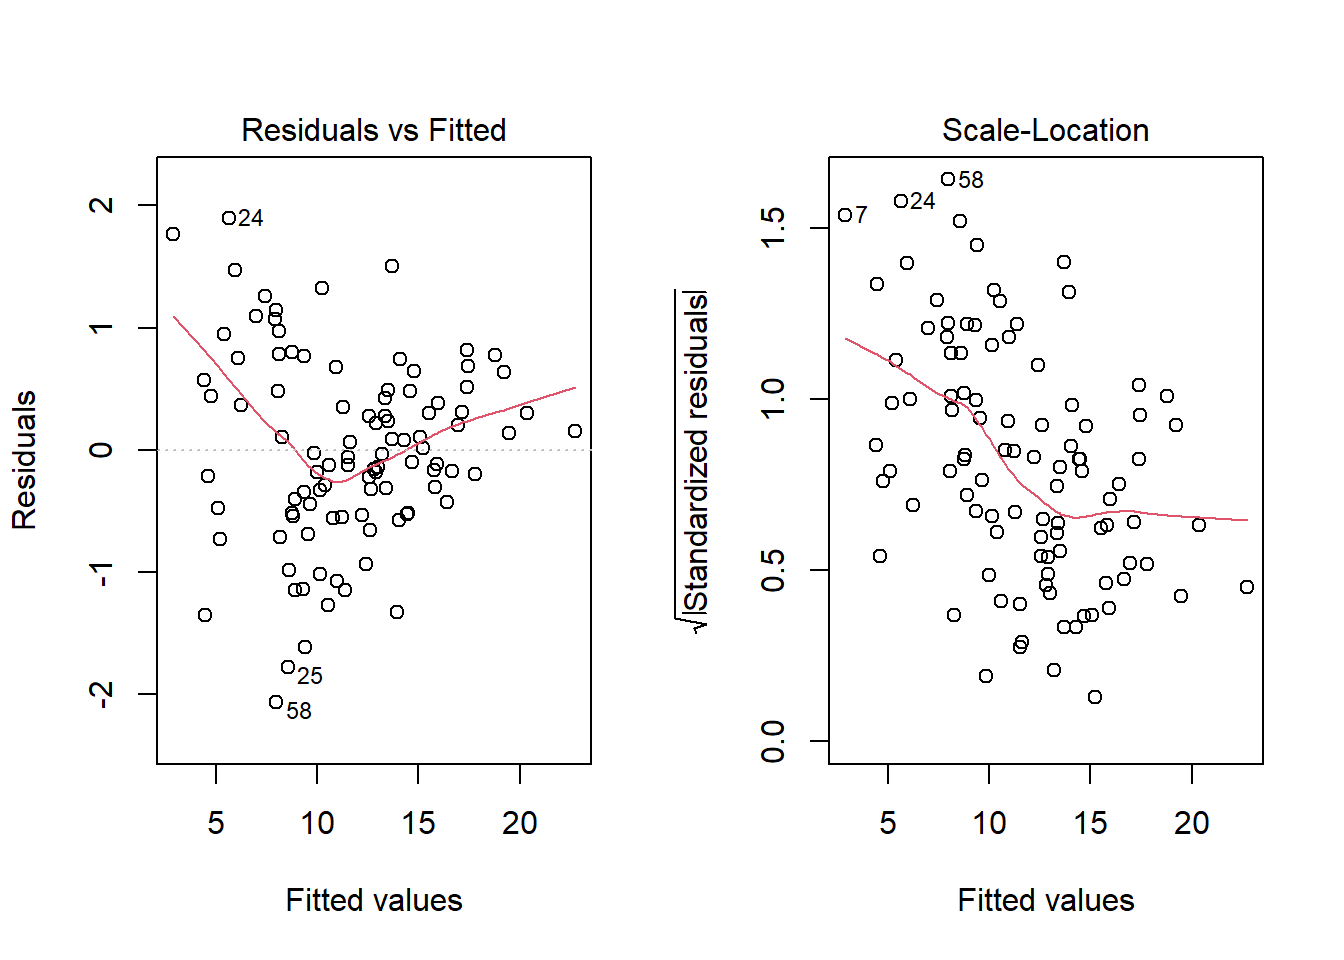 Residuals vs Fitted
Residuals
2
1
0
-1
-2
24
25
58
5 10 15 20
Fitted values
Scale-Location
√|Standardized residuals|
1.5
1.0
0.5
0.0
58
24
7
5 10 15 20
Fitted values